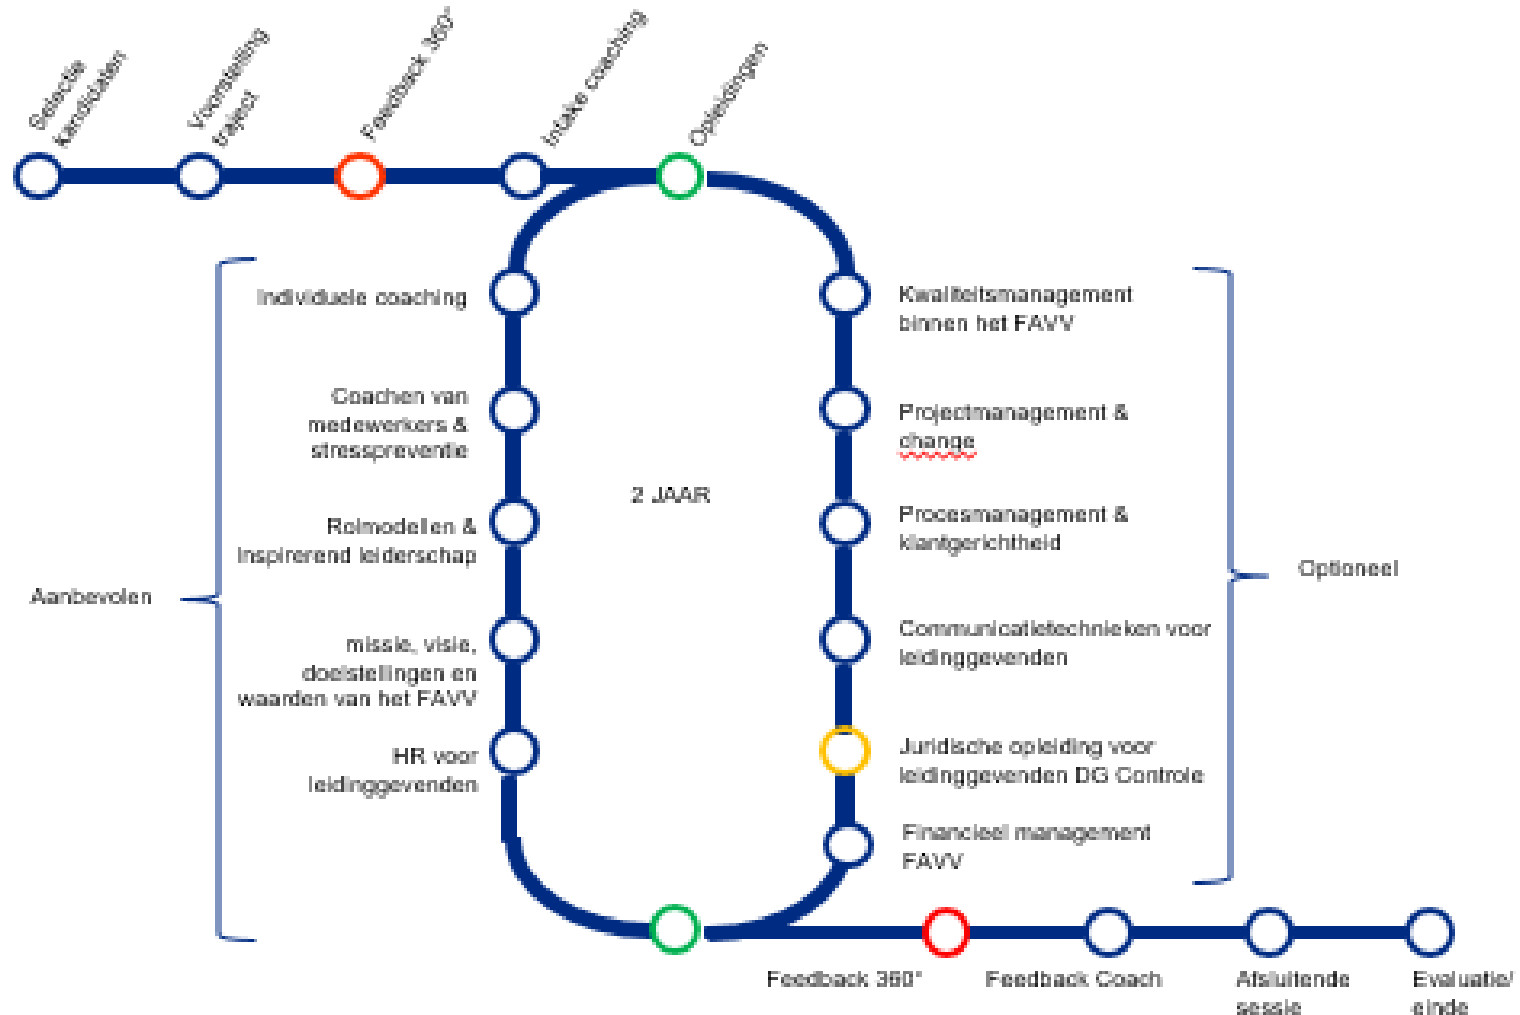 Selectie
kandidaten
Voorstelling
traject
Feedback 360°
Intake coaching
Opleidingen
Individuele coaching
Coachen van
medewerkers &
stresspreventie
Rolmodellen &
inspirerend leiderschap
missie, visie,
doelstellingen en
waarden van het FAVV
HR voor
leidinggevenden
Aanbevolen
2 JAAR
Kwaliteitsmanagement
binnen het FAVV
Projectmanagement &
change
Procesmanagement &
klantgerichtheid
Communicatietechnieken voor
leidinggevenden
Juridische opleiding voor
leidinggevenden DG Controle
Financieel management
FAVV
Optioneel
Feedback 360°
Feedback Coach
Afsluitende
sessie
Evaluatie/
einde